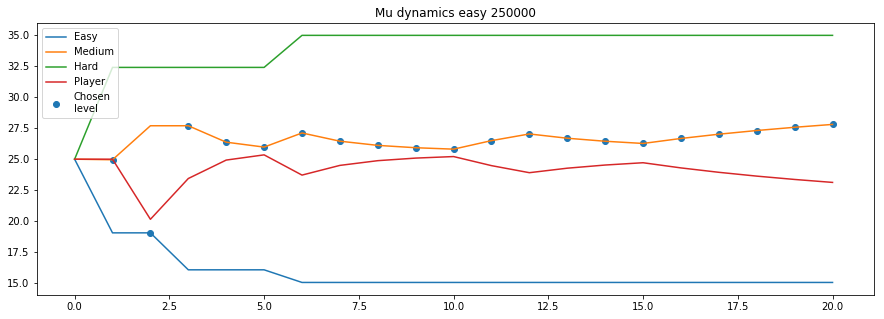 Mu dynamics easy 250000
35.0
32.5
30.0
27.5
25.0
22.5
20.0
17.5
15.0
Easy
Medium
Hard
Player
Chosen
level
0.0 2.5 5.0 7.5 10.0 12.5 15.0 17.5 20.0